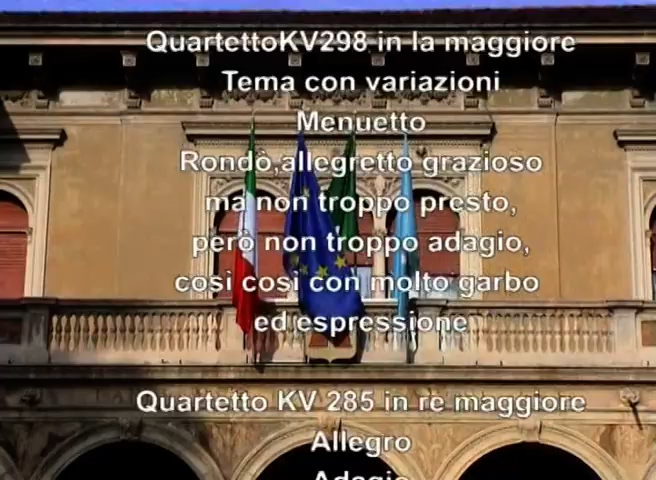 QuartettoKV298 in la maggiore
Tema con variazioni
Menuetto
Rondò,allegretto grazioso
ma non troppo presto,
però non troppo adagio,
così così con molto garbo
ed espressione
Quartetto KV 285 in re maggiore
Allegro
Adagio